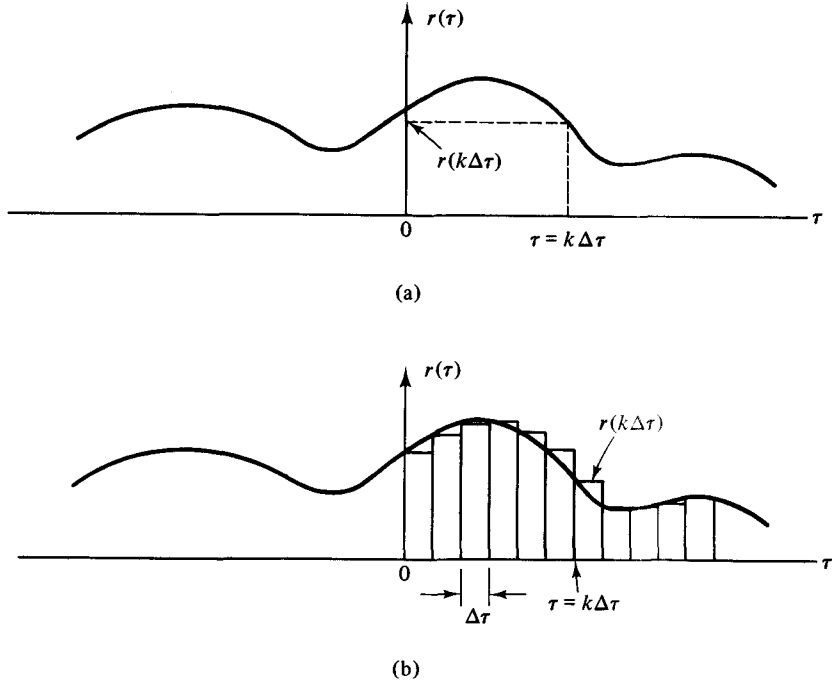 r(τ)
r(kΔτ)
τ
0
τ = kΔτ
(a)
r(τ)
r(kΔτ)
τ
0
τ = kΔτ
Δτ
(b)